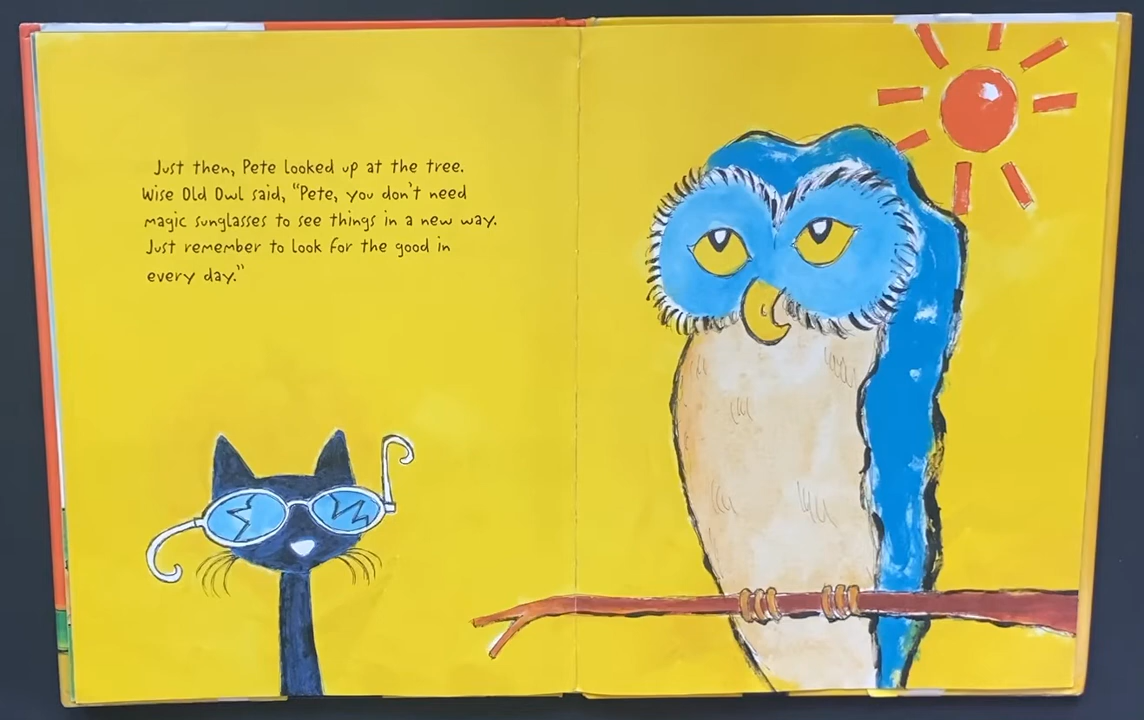 Just then, Pete looked up at the tree.
Wise Old Owl said, "Pete, you don't need
magic sunglasses to see things in a new way.
Just remember to look for the good in
every day."